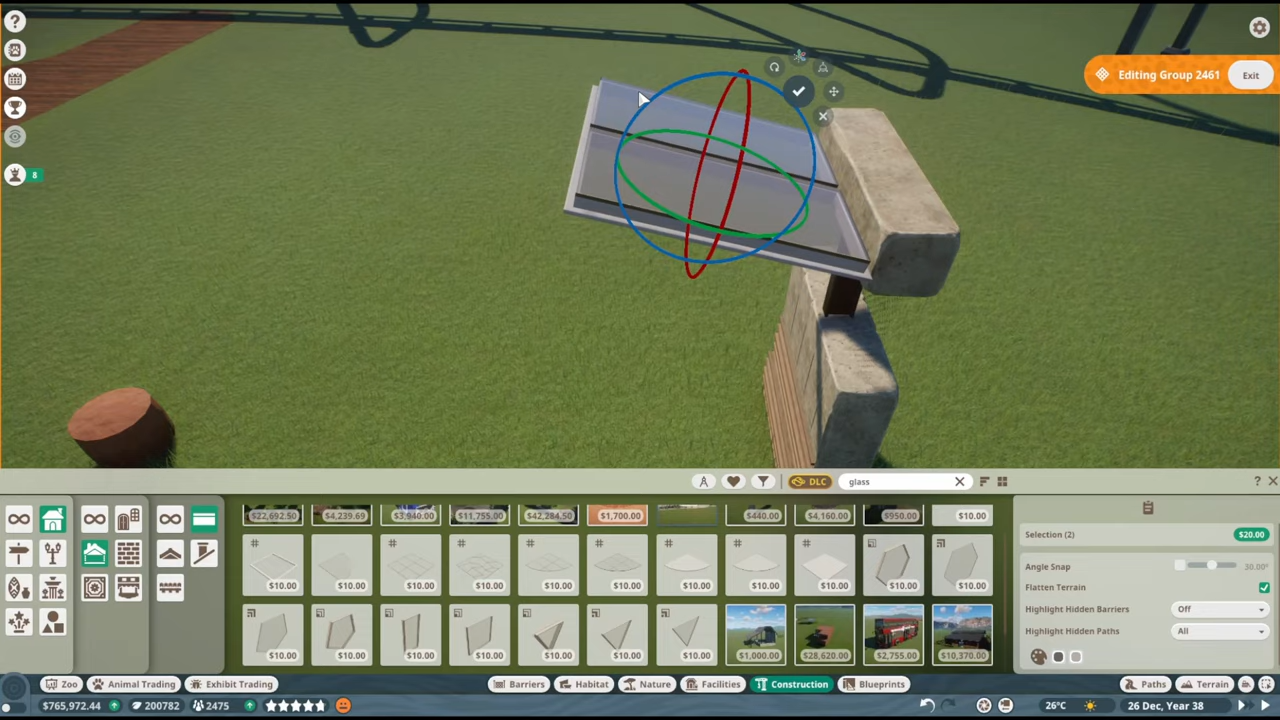 ?
Editing Group 2461 Exit
8
DLC glass
? 
$22,692.50 $4,239.69 $3,940.00 $11,755.00 $42,284.50 $1,700.00 $440.00 $4,160.00 $950.00 $10.00
$10.00 $10.00 $10.00 $10.00 $10.00 $10.00 $10.00 $10.00 $10.00 $10.00 $10.00
$10.00 $10.00 $10.00 $10.00 $10.00 $10.00 $10.00 $1,000.00 $28,620.00 $2,755.00 $10,370.00
Selection (2) $20.00
Angle Snap 30.00°
Flatten Terrain
Highlight Hidden Barriers Off
Highlight Hidden Paths All
Zoo Animal Trading Exhibit Trading Barriers Habitat Nature Facilities Construction Blueprints Paths Terrain
$765,972.44 200782 2475 26°C 26 Dec, Year 38